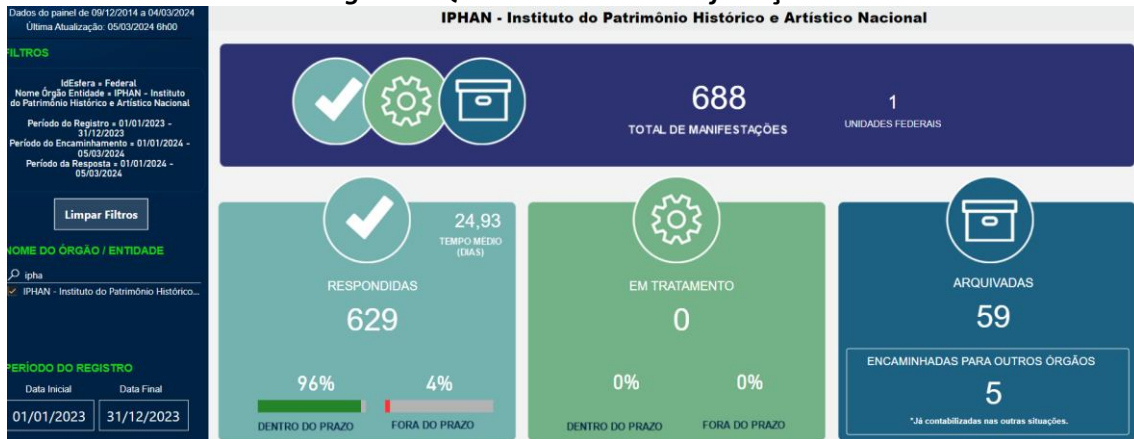 Dados do painel de 09/12/2014 a 04/03/2024
Última Atualização: 05/03/2024 6h00
FILTROS
IdEsfera = Federal
Nome Órgão Entidade = IPHAN - Instituto
do Patrimônio Histórico e Artístico Nacional
Período do Registro = 01/01/2023 -
31/12/2023
Período do Encaminhamento = 01/01/2024 -
05/03/2024
Período da Resposta = 01/01/2024 -
05/03/2024
Limpar Filtros
NOME DO ÓRGÃO / ENTIDADE
ipha
IPHAN - Instituto do Patrimônio Histórico...
PERÍODO DO REGISTRO
Data Inicial Data Final
01/01/2023 31/12/2023
IPHAN - Instituto do Patrimônio Histórico e Artístico Nacional
688
TOTAL DE MANIFESTAÇÕES
1
UNIDADES FEDERAIS
24,93
TEMPO MÉDIO
(DIAS)
RESPONDIDAS
629
96% 4%
DENTRO DO PRAZO FORA DO PRAZO
EM TRATAMENTO
0
0% 0%
DENTRO DO PRAZO FORA DO PRAZO
ARQUIVADAS
59
ENCAMINHADAS PARA OUTROS ÓRGÃOS
5
*Já contabilizadas nas outras situações.